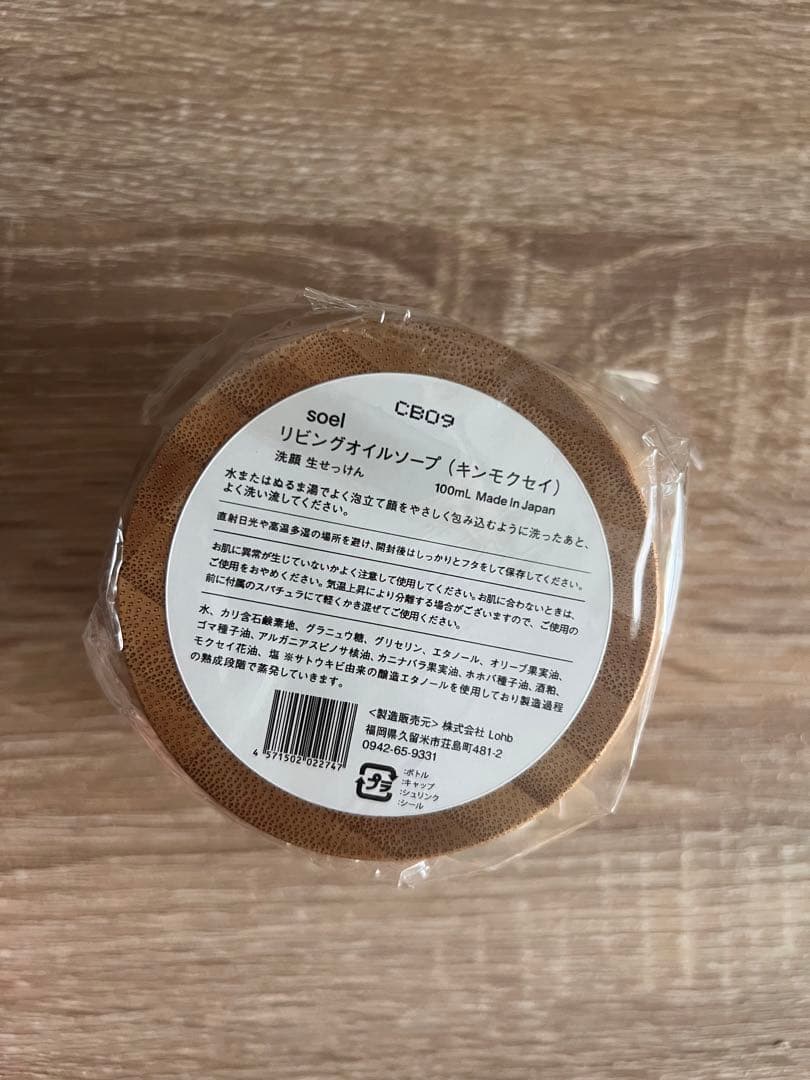 CB09
soel
リビングオイルソープ（キンモクセイ）
洗顔 生せっけん
100mL Made In Japan
水またはぬるま湯でよく泡立て顔をやさしく包み込むように洗ったあと、
よく洗い流してください。
直射日光や高温多湿の場所を避け、開封後はしっかりとフタをして保存してください。
お肌に異常が生じていないかよく注意して使用してください。お肌に合わないときは、
ご使用をおやめください。気温上昇により分離する場合がございますので、ご使用の
前に付属のスパチュラにて軽くかき混ぜてご使用ください。
水、カリ含石鹸素地、グラニュウ糖、グリセリン、エタノール、オリーブ果実油、
ゴマ種子油、アルガニアスピノサ核油、カニナバラ果実油、ホホバ種子油、酒粕、
モクセイ花油、塩 ※サトウキビ由来の醸造エタノールを使用しており製造過程
の熟成段階で蒸発していきます。
<製造販売元> 株式会社 Lohb
福岡県久留米市荘島町481-2
0942-65-9331
4 571502 022747
プラ
:ボトル
:キャップ
:シュリンク
:シール